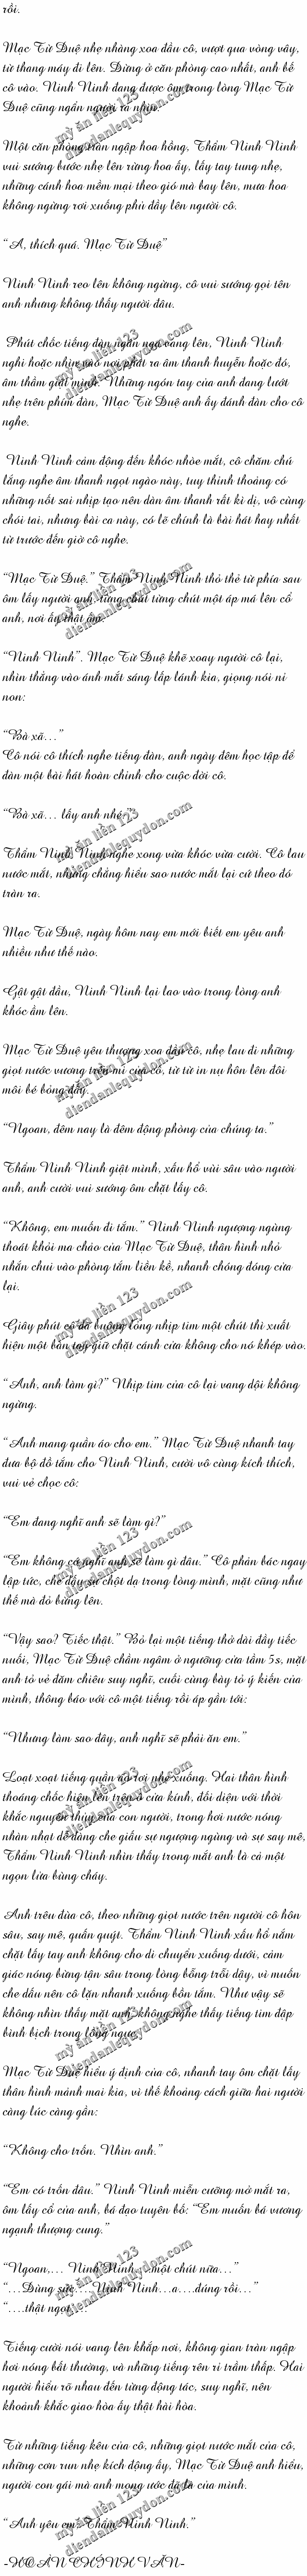 rồi.
Mạc Tử Duệ nhẹ nhàng xoa đầu cô, vượt qua vòng vây,
từ thang máy đi lên. Dừng ở căn phòng cao nhất, anh bế
cô vào. Ninh Ninh đang được ôm trong lòng Mạc Tử
Duệ cũng ngẩn người ra nhìn.
Một căn phòng tràn ngập hoa hồng, Thẩm Ninh Ninh
vui sướng bước nhẹ lên rừng hoa ấy, lấy tay tung nhẹ,
những cánh hoa mềm mại theo gió mà bay lên, mưa hoa
không ngừng rơi xuống phủ đầy lên người cô.
“A, thích quá. Mạc Tử Duệ”
Ninh Ninh reo lên không ngừng, cô vui sướng gọi tên
anh nhưng không thấy người đâu.
Phút chốc tiếng đàn nghe ngọt vang lên, Ninh Ninh
nghi hoặc nhìn nơi phát ra âm thanh huyễn hoặc đó,
âm thầm giật mình. Những ngón tay của anh đang lướt
nhẹ trên phím đàn, Mạc Tử Duệ anh ấy đánh đàn cho cô
nghe.
Ninh Ninh cảm động đến khóc nhòe mắt, cô chăm chú
lắng nghe âm thanh ngọt ngào này, tuy thỉnh thoảng có
những nốt sai nhịp tạo nên đàn âm thanh rất kì dị, vô cùng
chói tai, nhưng bài ca này, có lẽ chính là bài hát hay nhất
từ trước đến giờ cô nghe.
“Mạc Tử Duệ.” Thẩm Ninh Ninh thỏ thẻ từ phía sau
ôm lấy người anh, từng chút từng chút một áp má lên cổ
anh, nơi ấy thật ấm.
“Ninh Ninh”. Mạc Tử Duệ khẽ xoay người cô lại,
nhìn thẳng vào ánh mắt sáng lấp lánh kia, giọng nói nỉ
non:
“Bà xã...”
Cô nói cô thích nghe tiếng đàn, anh ngày đêm học tập để
đàn một bài hát hoàn chỉnh cho cuộc đời cô.
“Bà xã... lấy anh nhé?”
Thẩm Ninh Ninh nghe xong vừa khóc vừa cười. Cô lau
nước mắt, nhưng chẳng hiểu sao nước mắt lại cứ theo đó
tràn ra.
Mạc Tử Duệ, ngày hôm nay em mới biết em yêu anh
nhiều như thế nào.
Gật gật đầu, Ninh Ninh lại lao vào trong lòng anh
khóc ầm lên.
Mạc Tử Duệ yêu thương xoa đầu cô, nhẹ lau đi những
giọt nước vương trên mi của cô, từ từ in nụ hôn lên đôi
môi bé bỏng đấy.
“Ngoan, đêm nay là đêm động phòng của chúng ta.”
Thẩm Ninh Ninh giật mình, xấu hổ vùi sâu vào người
anh, anh cười vui sướng ôm chặt lấy cô.
“Không, em muốn đi tắm.” Ninh Ninh ngượng ngùng
thoát khỏi ma chảo của Mạc Tử Duệ, thân hình nhỏ
nhắn chui vào phòng tắm liền kề, nhanh chóng đóng cửa
lại.
Giây phút cô để buông lỏng nhịp tim một chút thì xuất
hiện một bàn tay giữ chặt cánh cửa không cho nó khép vào.
“Anh, anh làm gì?” Nhịp tim của cô lại vang dội không
ngừng.
“Anh mang quần áo cho em.” Mạc Tử Duệ nhanh tay
đưa bộ đồ tắm cho Ninh Ninh, cười vô cùng kích thích,
vui vẻ chọc cô:
“Em đang nghĩ anh sẽ làm gì?”
“Em không có nghĩ anh sẽ làm gì đâu.” Cô phản bác ngay
lập tức, che lấy sự chột dạ trong lòng mình, mặt cũng như
thế mà đỏ bừng lên.
“Vậy sao? Tiếc thật.” Bỏ lại một tiếng thở dài đầy tiếc
nuối, Mạc Tử Duệ chầm ngâm ở ngưỡng cửa tầm 5s, mặt
anh tỏ vẻ đăm chiêu suy nghĩ, cuối cùng bày tỏ ý kiến của
mình, thông báo với cô một tiếng rồi áp gần tới:
“Nhưng làm sao đây, anh nghĩ sẽ phải ăn em.”
Loạt xoạt tiếng quần áo rơi nhẹ xuống. Hai thân hình
thoáng chốc hiện lên trên ô cửa kính, đối diện với thời
khắc nguyên thủy của con người, trong hơi nước nóng
nhàn nhạt dễ dàng che giấu sự ngượng ngùng và sự say mê,
Thẩm Ninh Ninh nhìn thấy trong mắt anh là cả một
ngọn lửa bùng cháy.
Anh trêu đùa cô, theo những giọt nước trên người cô hôn
sâu, say mê, quấn quýt. Thẩm Ninh Ninh xấu hổ nắm
chặt lấy tay anh không cho di chuyển xuống dưới, cảm
giác nóng bừng tận sâu trong lòng bỗng trỗi dậy, vì muốn
che dấu nên cô lặn nhanh xuống bồn tắm. Như vậy sẽ
không nhìn thấy mặt anh, không nghe thấy tiếng tim đập
bình bịch trong lồng ngực.
Mạc Tử Duệ hiểu ý định của cô, nhanh tay ôm chặt lấy
thân hình mảnh mai kia, vì thế khoảng cách giữa hai người
càng lúc càng gần:
“Không cho trốn. Nhìn anh.”
“Em có trốn đâu.” Ninh Ninh miễn cưỡng mở mắt ra,
ôm lấy cổ của anh, bá đạo tuyên bố: “Em muốn bá vương
ngạnh thượng cung.”
“Ngoan,... Ninh Ninh... một chút nữa...”
“...Đừng sợ... Ninh Ninh...a....đúng rồi...”
“....thật ngọt...”
Tiếng cười nói vang lên khắp nơi, không gian tràn ngập
hơi nóng bất thường, và những tiếng rên rỉ trầm thấp. Hai
người hiểu rõ nhau đến từng động tác, suy nghĩ, nên
khoảnh khắc giao hòa ấy thật hài hòa.
Từ những tiếng kêu của cô, những giọt nước mắt của cô,
những cơn run nhẹ kích động ấy, Mạc Tử Duệ anh hiểu,
người con gái mà anh mong ước đã là của mình.
“Anh yêu em. Thẩm Ninh Ninh.”
-HOÀN CHÍNH VĂN-
mỳ ăn liền 123
diendanlequydon.com